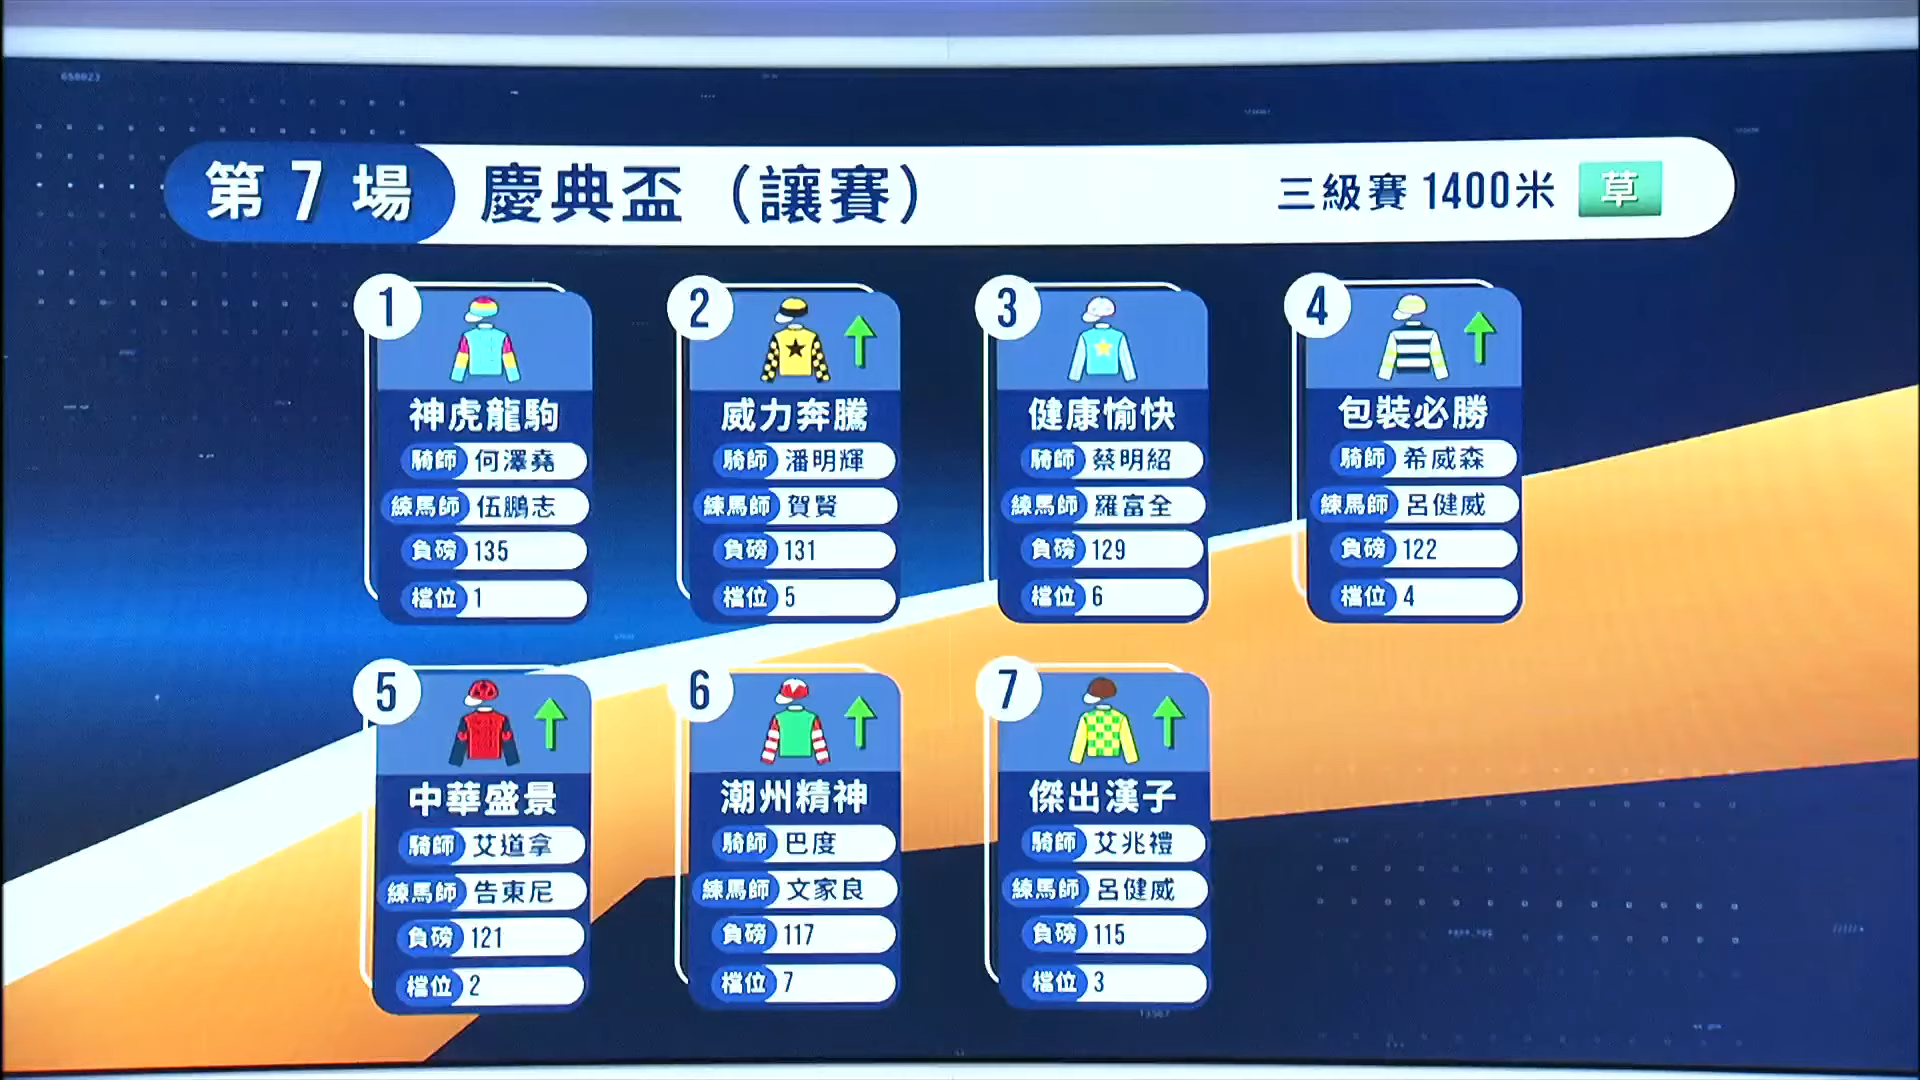 第 7 場 慶典盃（讓賽） 三級賽 1400米 草
1
神虎龍駒
騎師 何澤堯
練馬師 伍鵬志
負磅 135
檔位 1
2
威力奔騰
騎師 潘明輝
練馬師 賀賢
負磅 131
檔位 5
3
健康愉快
騎師 蔡明紹
練馬師 羅富全
負磅 129
檔位 6
4
包裝必勝
騎師 希威森
練馬師 呂健威
負磅 122
檔位 4
5
中華盛景
騎師 艾道拿
練馬師 告東尼
負磅 121
檔位 2
6
潮州精神
騎師 巴度
練馬師 文家良
負磅 117
檔位 7
7
傑出漢子
騎師 艾兆禮
練馬師 呂健威
負磅 115
檔位 3